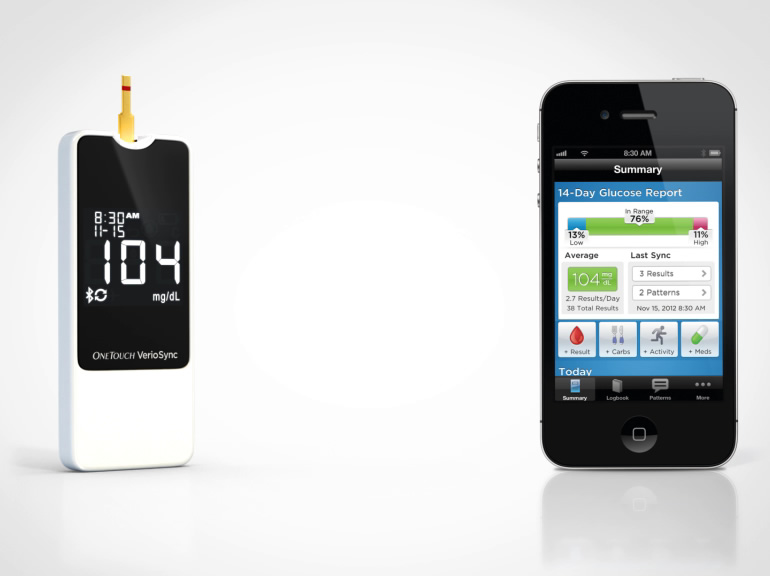 8:30AM
11-15
104
mg/dL
ONETOUCH VerioSync
8:30 AM
Summary
14-Day Glucose Report
In Range
76%
13%
Low
11%
High
Average
Last Sync
104 mg dL
3 Results
2 Patterns
2.7 Results/Day
38 Total Results
Nov 15, 2012 8:30 AM
+ Result
+ Carbs
+ Activity
+ Meds
Today
Summary
Logbook
Patterns
More